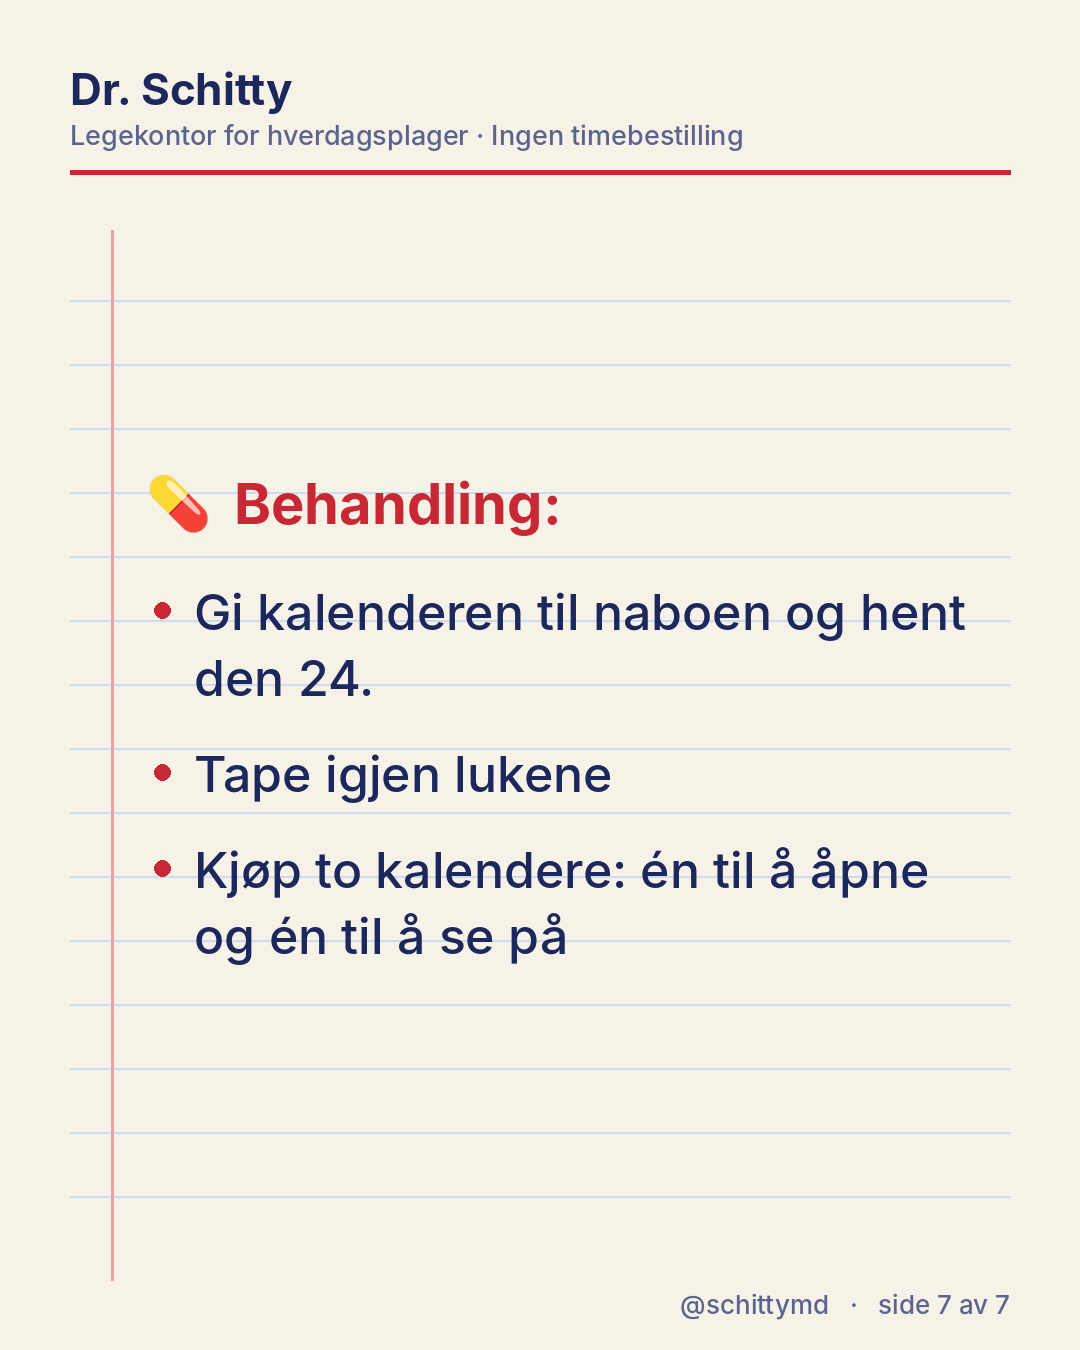 Dr. Schitty
Legekontor for hverdagsplager · Ingen timebestilling
💊 Behandling:
• Gi kalenderen til naboen og hent
den 24.
• Tape igjen lukene
• Kjøp to kalendere: én til å åpne
og én til å se på
@schittymd · side 7 av 7